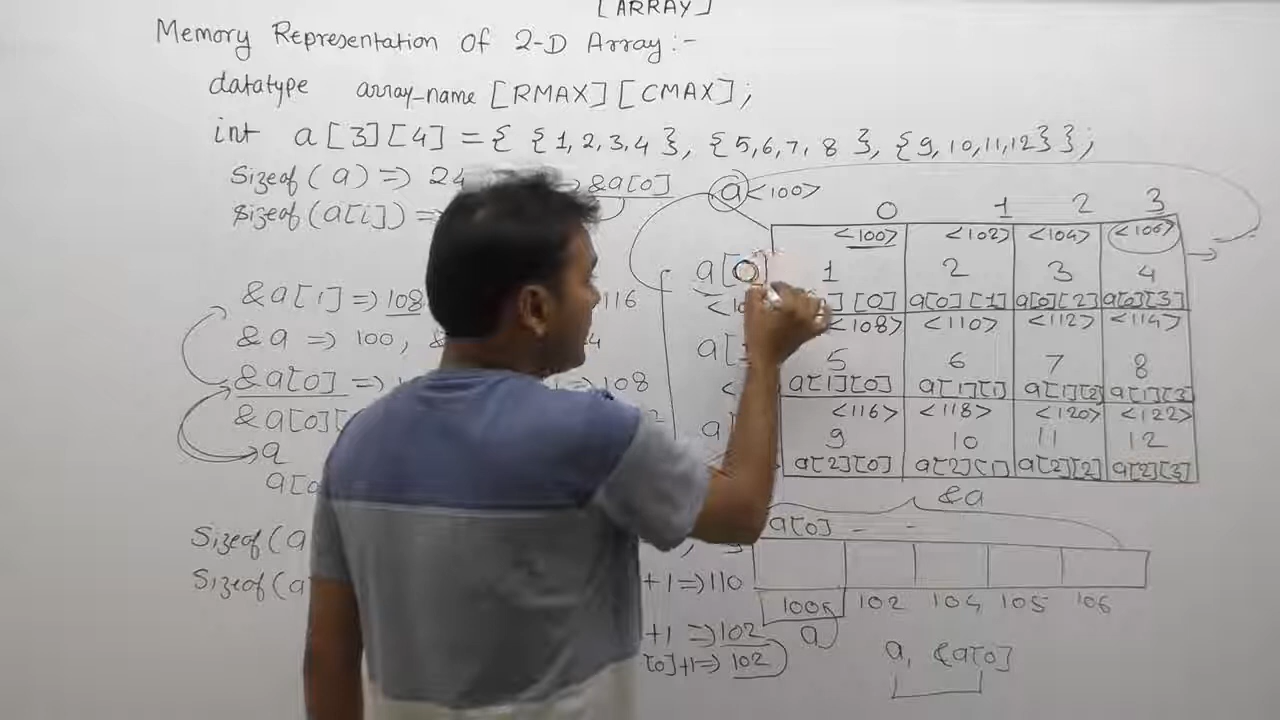 [ARRAY]
Memory Representation Of 2-D Array:-
datatype array-name [RMAX][CMAX];
int a[3][4] = { {1,2,3,4}, {5,6,7,8}, {9,10,11,12} };
Sizeof(a) => 24 &a[0] a <100>
Sizeof(a[i]) =>
0 1 2 3
<100> <102> <104> <106>
a[0] 1 2 3 4
[0] a[0][1] a[0][2] a[0][3]
&a[1] => 108 116
<108> <110> <112> <114>
&a => 100,
5 6 7 8
&a[0] => => 108
a[1][0] a[1][1] a[1][2] a[1][3]
&a[0]
<116> <118> <120> <122>
a
9 10 11 12
a[2][0] a[2][1] a[2][2] a[2][3]
&a
a[0] - -
Sizeof(a
Sizeof(a +1 => 110
102 104 105 106
+1 => 102 a
[0]+1 => 102 a, &a[0]